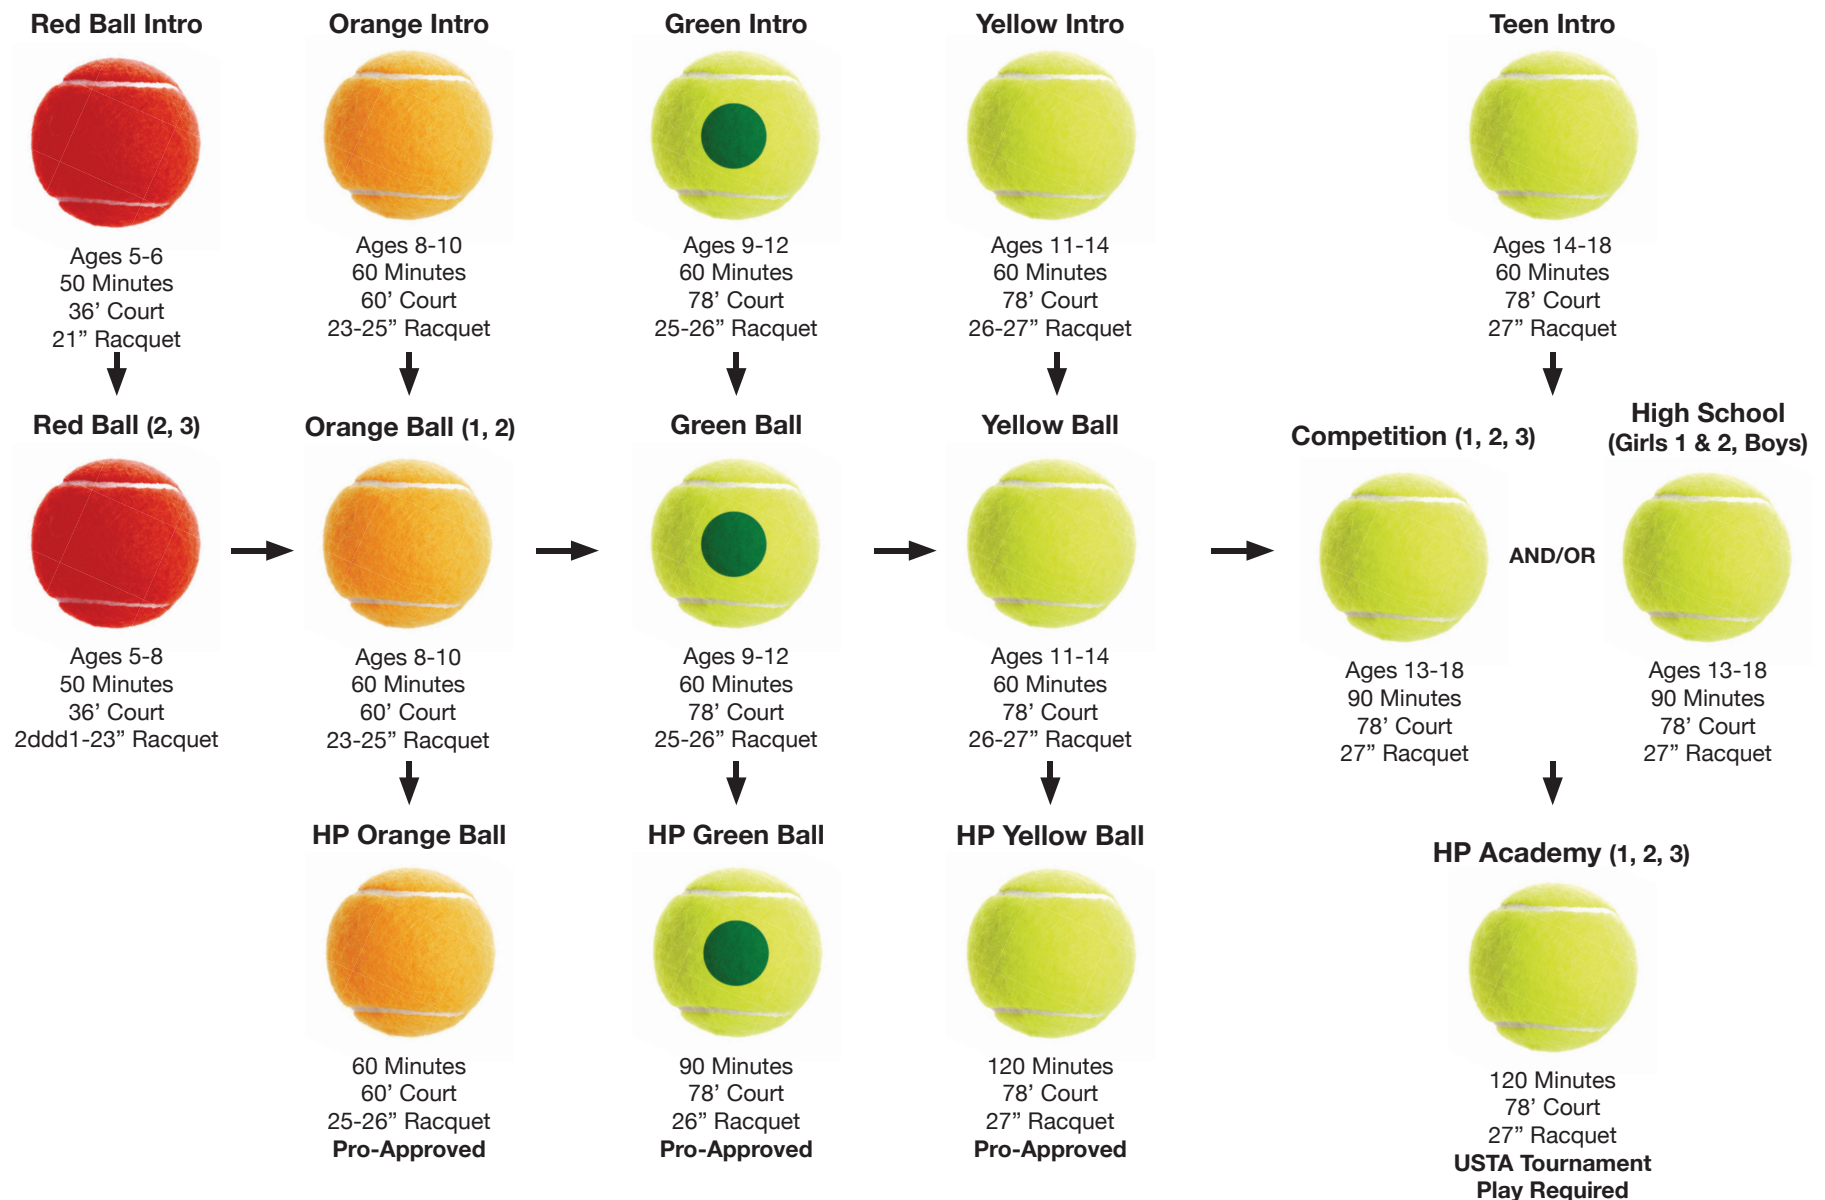 Red Ball Intro
Ages 5-6
50 Minutes
36’ Court
21” Racquet
Orange Intro
Ages 8-10
60 Minutes
60’ Court
23-25” Racquet
Green Intro
Ages 9-12
60 Minutes
78’ Court
25-26” Racquet
Yellow Intro
Ages 11-14
60 Minutes
78’ Court
26-27” Racquet
Teen Intro
Ages 14-18
60 Minutes
78’ Court
27” Racquet
Red Ball (2, 3)
Ages 5-8
50 Minutes
36’ Court
2ddd1-23” Racquet
Orange Ball (1, 2)
Ages 8-10
60 Minutes
60’ Court
23-25” Racquet
Green Ball
Ages 9-12
60 Minutes
78’ Court
25-26” Racquet
Yellow Ball
Ages 11-14
60 Minutes
78’ Court
26-27” Racquet
Competition (1, 2, 3)
Ages 13-18
90 Minutes
78’ Court
27” Racquet
AND/OR
High School
(Girls 1 & 2, Boys)
Ages 13-18
90 Minutes
78’ Court
27” Racquet
HP Orange Ball
60 Minutes
60’ Court
25-26” Racquet
Pro-Approved
HP Green Ball
90 Minutes
78’ Court
26” Racquet
Pro-Approved
HP Yellow Ball
120 Minutes
78’ Court
27” Racquet
Pro-Approved
HP Academy (1, 2, 3)
120 Minutes
78’ Court
27” Racquet
USTA Tournament
Play Required